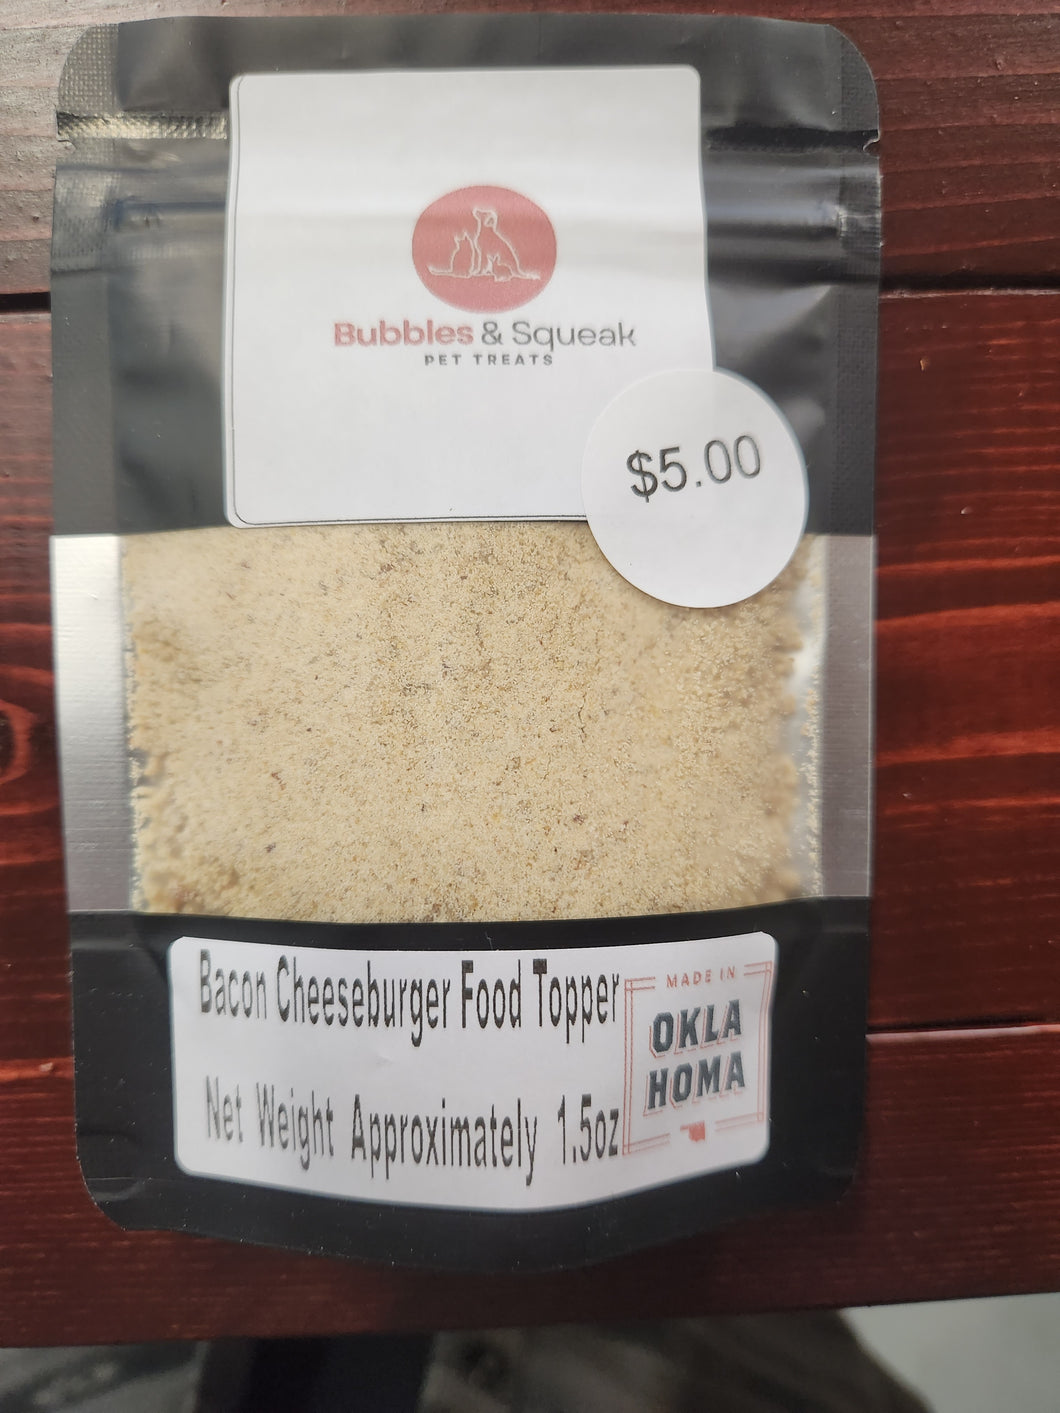 Bubbles & Squeak
PET TREATS
$5.00
Bacon Cheeseburger Food Topper
Net Weight Approximately 1.5oz
MADE IN
OKLA
HOMA